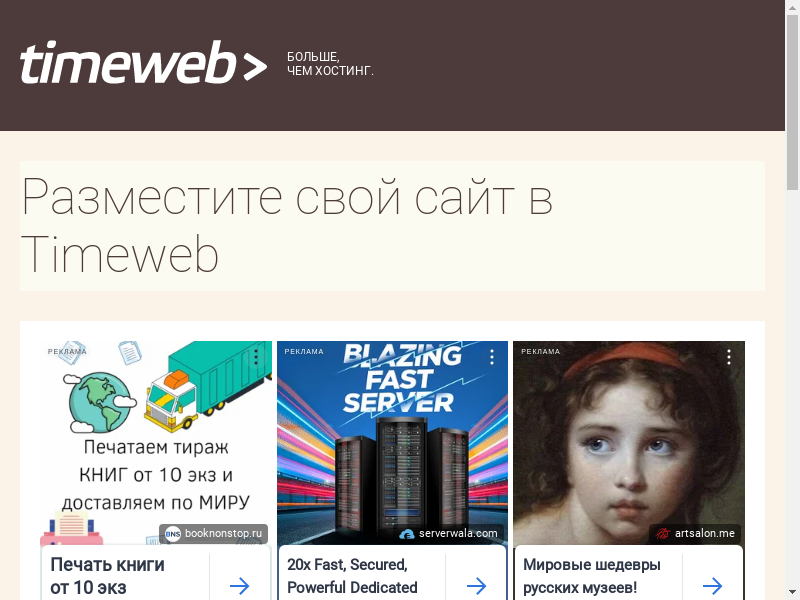 timeweb>
БОЛЬШЕ,
ЧЕМ ХОСТИНГ.
Разместите свой сайт в
Timeweb
РЕКЛАМА
Печатаем тираж
КНИГ от 10 экз и
доставляем по МИРУ
BNS booknonstop.ru
Печать книги
от 10 экз
РЕКЛАМА
BLAZING
FAST
SERVER
serverwala.com
20x Fast, Secured,
Powerful Dedicated
РЕКЛАМА
artsalon.me
Мировые шедевры
русских музеев!